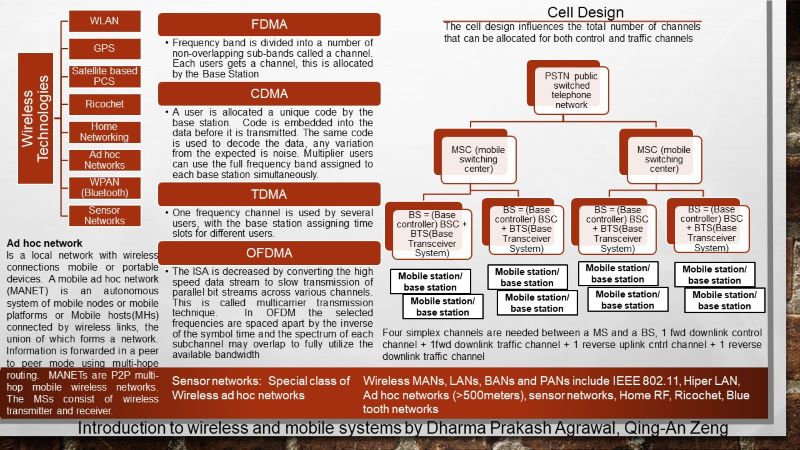 Wireless
Technologies
WLAN
GPS
Satellite based
PCS
Ricochet
Home
Networking
Ad hoc
Networks
WPAN
(Bluetooth)
Sensor
Networks
Ad hoc network
Is a local network with wireless
connections mobile or portable
devices. A mobile ad hoc network
(MANET) is an autonomous
system of mobile nodes or mobile
platforms or Mobile hosts(MHs)
connected by wireless links, the
union of which forms a network.
Information is forwarded in a peer
to peer mode using multi-hope
routing. MANETs are P2P multi-
hop mobile wireless networks.
The MSs consist of wireless
transmitter and receiver.
FDMA
• Frequency band is divided into a number of
non-overlapping sub-bands called a channel.
Each users gets a channel, this is allocated
by the Base Station
CDMA
• A user is allocated a unique code by the
base station. Code is embedded into the
data before it is transmitted. The same code
is used to decode the data, any variation
from the expected is noise. Multiplier users
can use the full frequency band assigned to
each base station simultaneously.
TDMA
• One frequency channel is used by several
users, with the base station assigning time
slots for different users.
OFDMA
• The ISA is decreased by converting the high
speed data stream to slow transmission of
parallel bit streams across various channels.
This is called multicarrier transmission
technique. In OFDM the selected
frequencies are spaced apart by the inverse
of the symbol time and the spectrum of each
subchannel may overlap to fully utilize the
available bandwidth
Cell Design
The cell design influences the total number of channels
that can be allocated for both control and traffic channels
PSTN public
switched
telephone
network
MSC (mobile
switching
center)
MSC (mobile
switching
center)
BS = (Base
controller) BSC +
BTS(Base
Transceiver
System)
BS = (Base
controller) BSC
+ BTS(Base
Transceiver
System)
BS = (Base
controller) BSC
+ BTS(Base
Transceiver
System)
BS = (Base
controller) BSC
+ BTS(Base
Transceiver
System)
Mobile station/
base station
Mobile station/
base station
Mobile station/
base station
Mobile station/
base station
Mobile station/
base station
Mobile station/
base station
Mobile station/
base station
Mobile station/
base station
Four simplex channels are needed between a MS and a BS, 1 fwd downlink control
channel + 1fwd downlink traffic channel + 1 reverse uplink cntrl channel + 1 reverse
downlink traffic channel
Sensor networks: Special class of
Wireless ad hoc networks
Wireless MANs, LANs, BANs and PANs include IEEE 802.11, Hiper LAN,
Ad hoc networks (>500meters), sensor networks, Home RF, Ricochet, Blue
tooth networks
Introduction to wireless and mobile systems by Dharma Prakash Agrawal, Qing-An Zeng